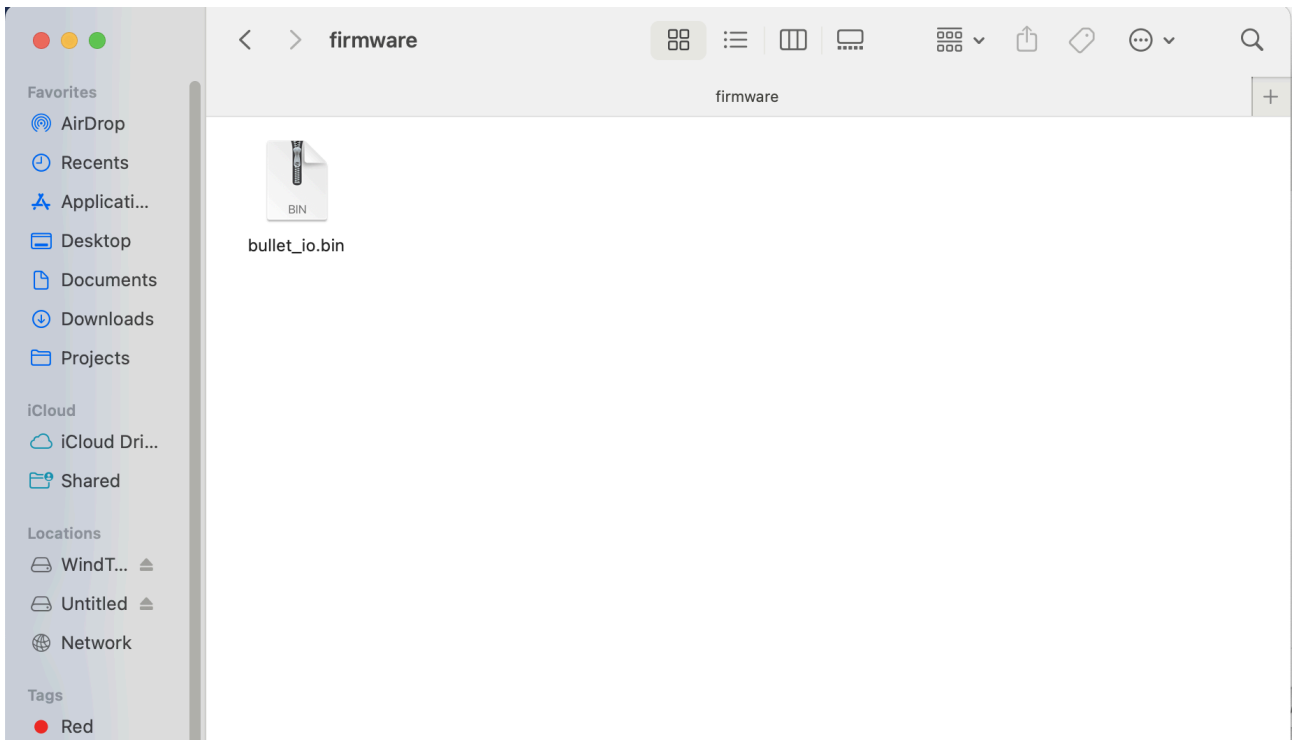 firmware
firmware
Favorites
AirDrop
Recents
Applicati...
Desktop
Documents
Downloads
Projects
iCloud
iCloud Dri...
Shared
Locations
WindT...
Untitled
Network
Tags
Red
BIN
bullet_io.bin